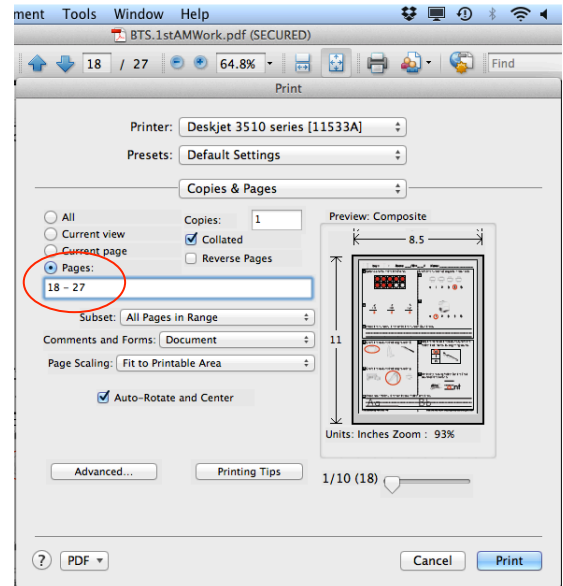 ment Tools Window Help
BTS.1stAMWork.pdf (SECURED)
18 / 27 64.8% Find
Print
Printer: Deskjet 3510 series [11533A]
Presets: Default Settings
Copies & Pages
All
Current view
Current page
Pages:
18 - 27
Copies: 1
Collated
Reverse Pages
Subset: All Pages in Range
Comments and Forms: Document
Page Scaling: Fit to Printable Area
Auto-Rotate and Center
Advanced...
Printing Tips
Preview: Composite
8.5
11
Aa Bb
Units: Inches Zoom : 93%
1/10 (18)
? PDF
Cancel Print